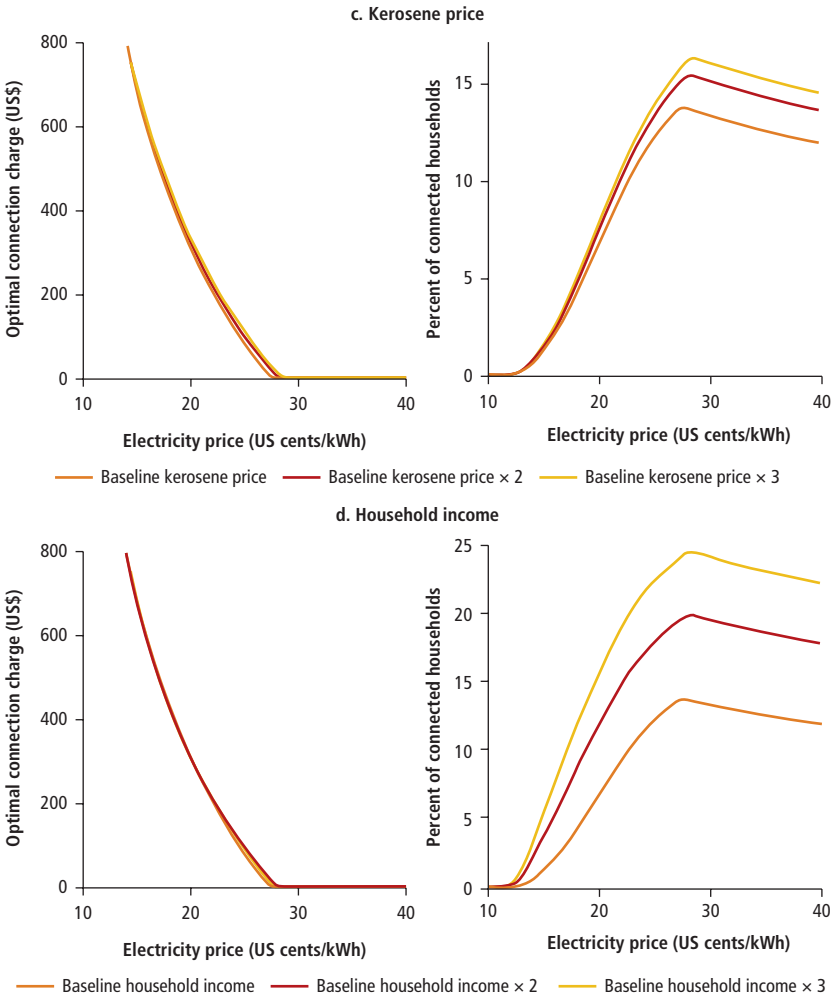 c. Kerosene price
Optimal connection charge (US$)
800
600
400
200
0
10 20 30 40
Electricity price (US cents/kWh)
Percent of connected households
15
10
5
0
10 20 30 40
Electricity price (US cents/kWh)
Baseline kerosene price Baseline kerosene price × 2 Baseline kerosene price × 3
d. Household income
Optimal connection charge (US$)
800
600
400
200
0
10 20 30 40
Electricity price (US cents/kWh)
Percent of connected households
25
20
15
10
5
0
10 20 30 40
Electricity price (US cents/kWh)
Baseline household income Baseline household income × 2 Baseline household income × 3